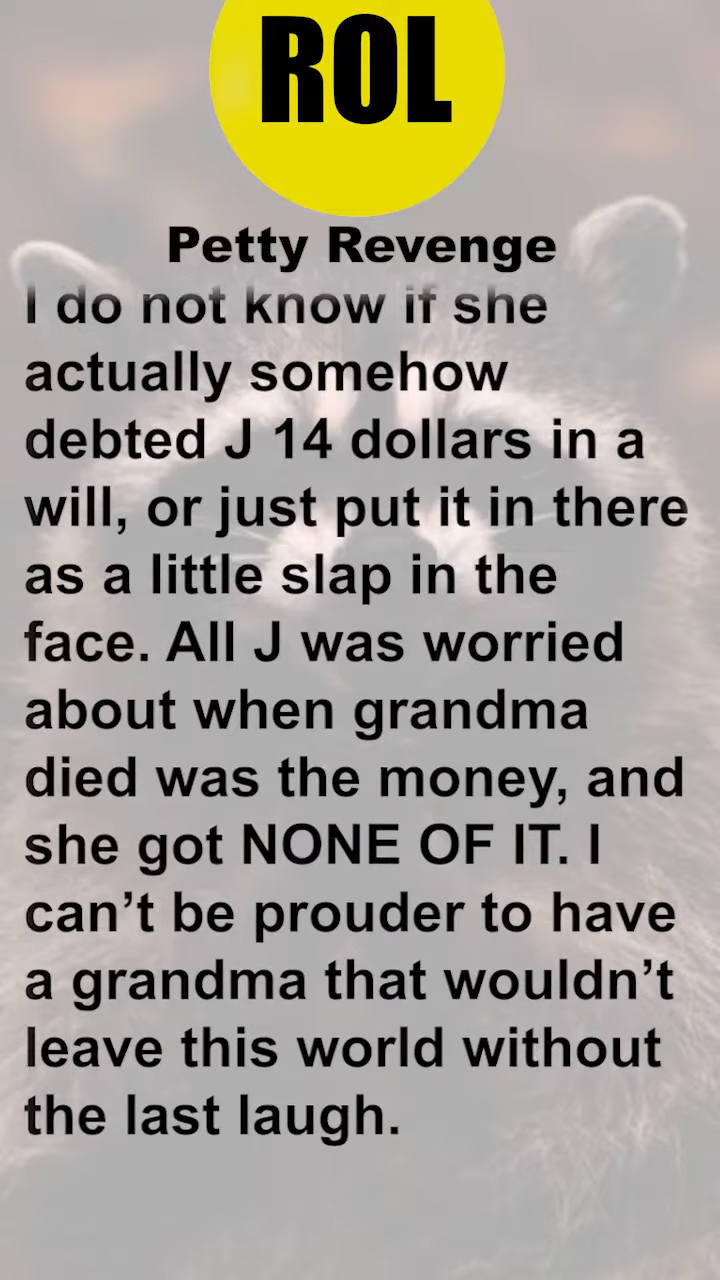 ROL
Petty Revenge
I do not know if she
actually somehow
debted J 14 dollars in a
will, or just put it in there
as a little slap in the
face. All J was worried
about when grandma
died was the money, and
she got NONE OF IT. I
can’t be prouder to have
a grandma that wouldn’t
leave this world without
the last laugh.